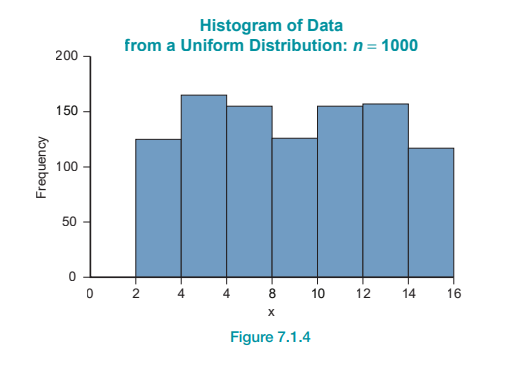 Histogram of Data
from a Uniform Distribution: n = 1000
200
150
100
50
0
Frequency
0 2 4 4 8 10 12 14 16
x
Figure 7.1.4